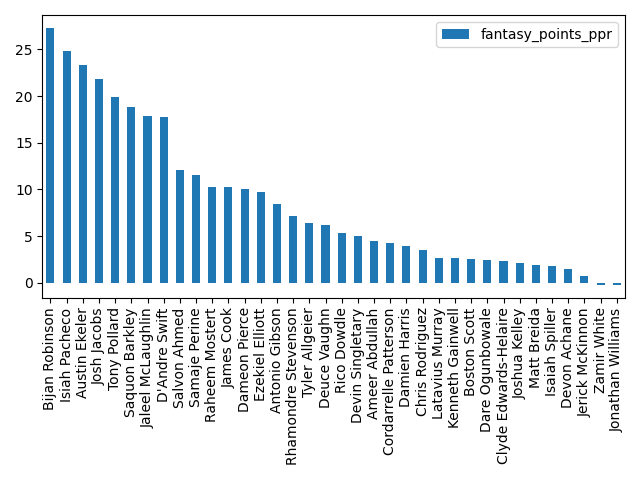 fantasy_points_ppr
25
20
15
10
5
0
Bijan Robinson
Isiah Pacheco
Austin Ekeler
Josh Jacobs
Tony Pollard
Saquon Barkley
Jaleel McLaughlin
D'Andre Swift
Salvon Ahmed
Samaje Perine
Raheem Mostert
James Cook
Dameon Pierce
Ezekiel Elliott
Antonio Gibson
Rhamondre Stevenson
Tyler Allgeier
Deuce Vaughn
Rico Dowdle
Devin Singletary
Ameer Abdullah
Cordarrelle Patterson
Damien Harris
Chris Rodriguez
Latavius Murray
Kenneth Gainwell
Boston Scott
Dare Ogunbowale
Clyde Edwards-Helaire
Joshua Kelley
Matt Breida
Isaiah Spiller
Devon Achane
Jerick McKinnon
Zamir White
Jonathan Williams